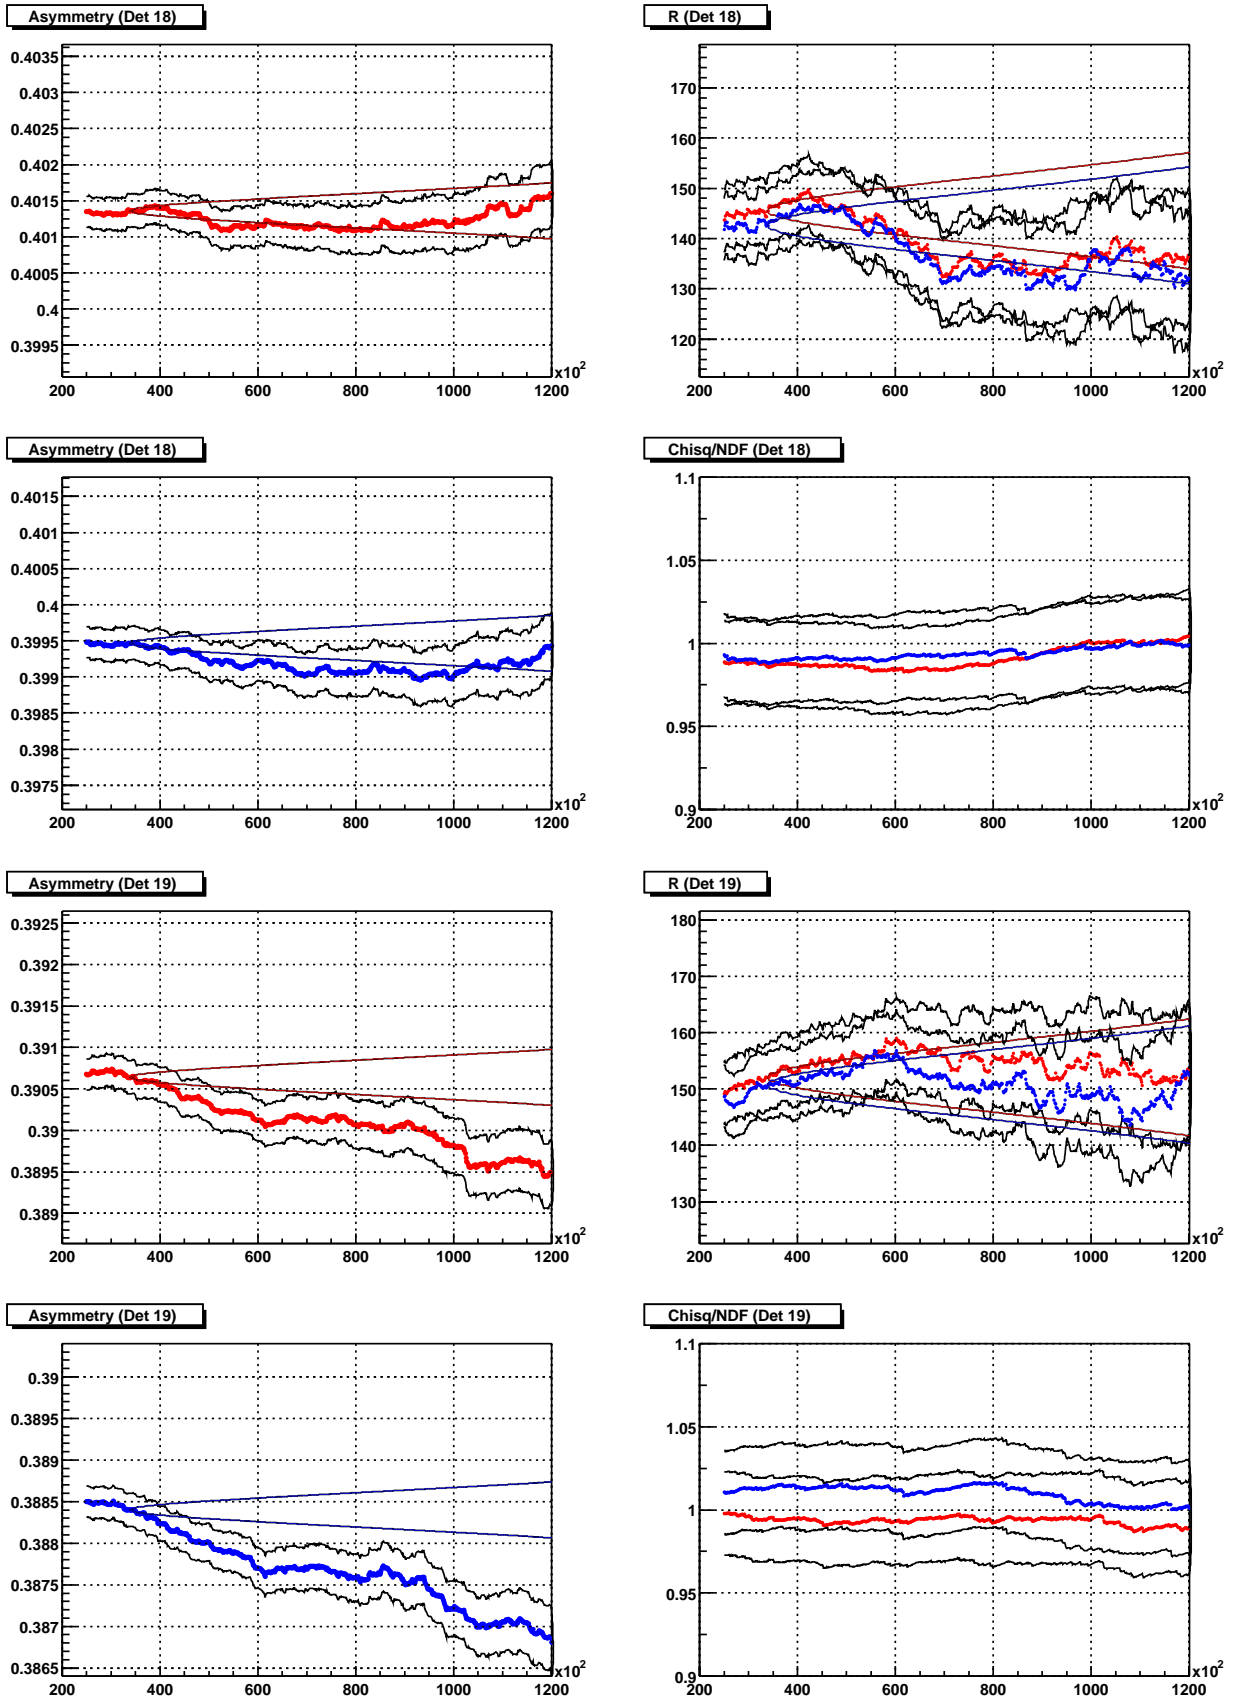 Asymmetry (Det 18)
0.4035
0.403
0.4025
0.402
0.4015
0.401
0.4005
0.4
0.3995
200 400 600 800 1000 1200
x10^2
R (Det 18)
170
160
150
140
130
120
200 400 600 800 1000 1200
x10^2
Asymmetry (Det 18)
0.4015
0.401
0.4005
0.4
0.3995
0.399
0.3985
0.398
0.3975
200 400 600 800 1000 1200
x10^2
Chisq/NDF (Det 18)
1.1
1.05
1
0.95
0.9
200 400 600 800 1000 1200
x10^2
Asymmetry (Det 19)
0.3925
0.392
0.3915
0.391
0.3905
0.39
0.3895
0.389
200 400 600 800 1000 1200
x10^2
R (Det 19)
180
170
160
150
140
130
200 400 600 800 1000 1200
x10^2
Asymmetry (Det 19)
0.39
0.3895
0.389
0.3885
0.388
0.3875
0.387
0.3865
200 400 600 800 1000 1200
x10^2
Chisq/NDF (Det 19)
1.1
1.05
1
0.95
0.9
200 400 600 800 1000 1200
x10^2